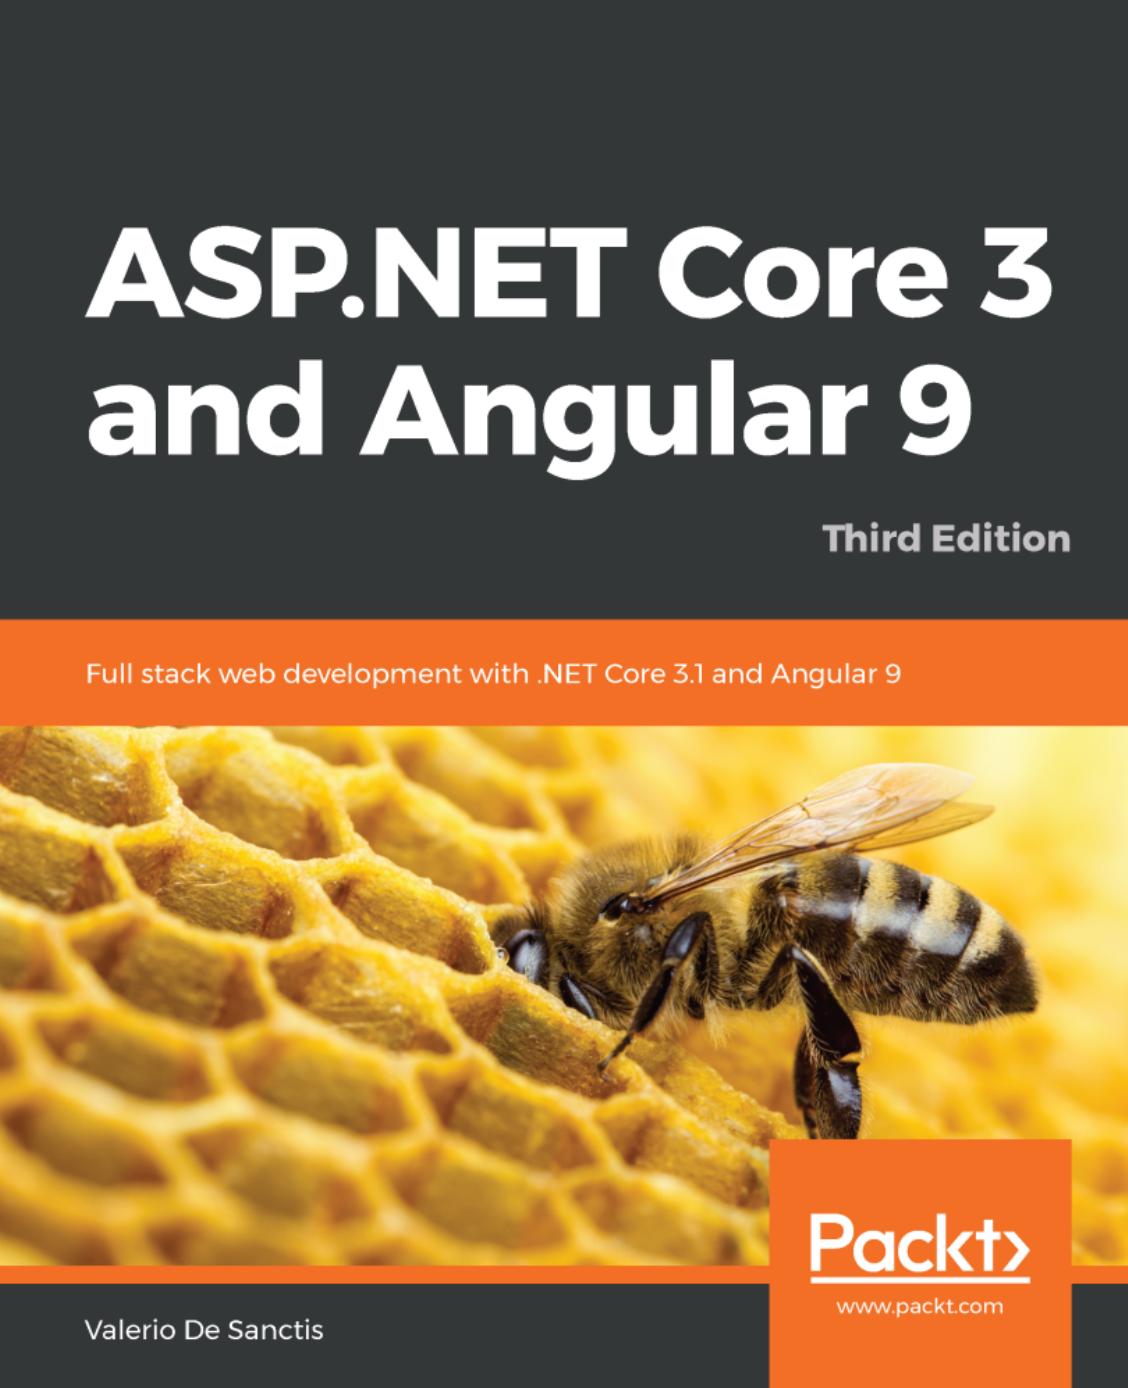 ASP.NET Core 3
and Angular 9
Third Edition
Full stack web development with .NET Core 3.1 and Angular 9
Packt>
www.packt.com
Valerio De Sanctis